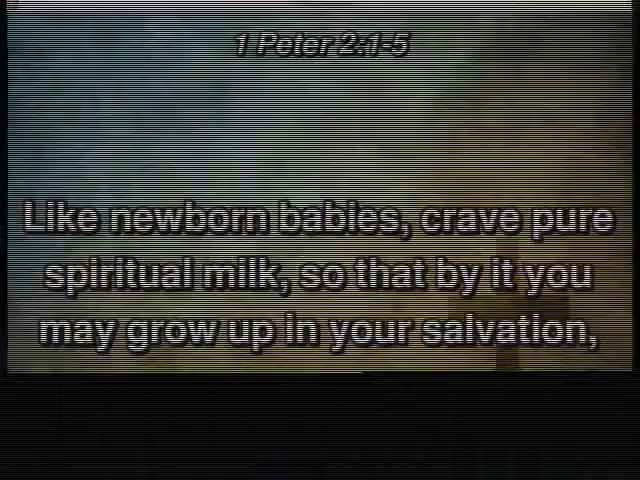 1 Peter 2:1-5
Like newborn babies, crave pure
spiritual milk, so that by it you
may grow up in your salvation,